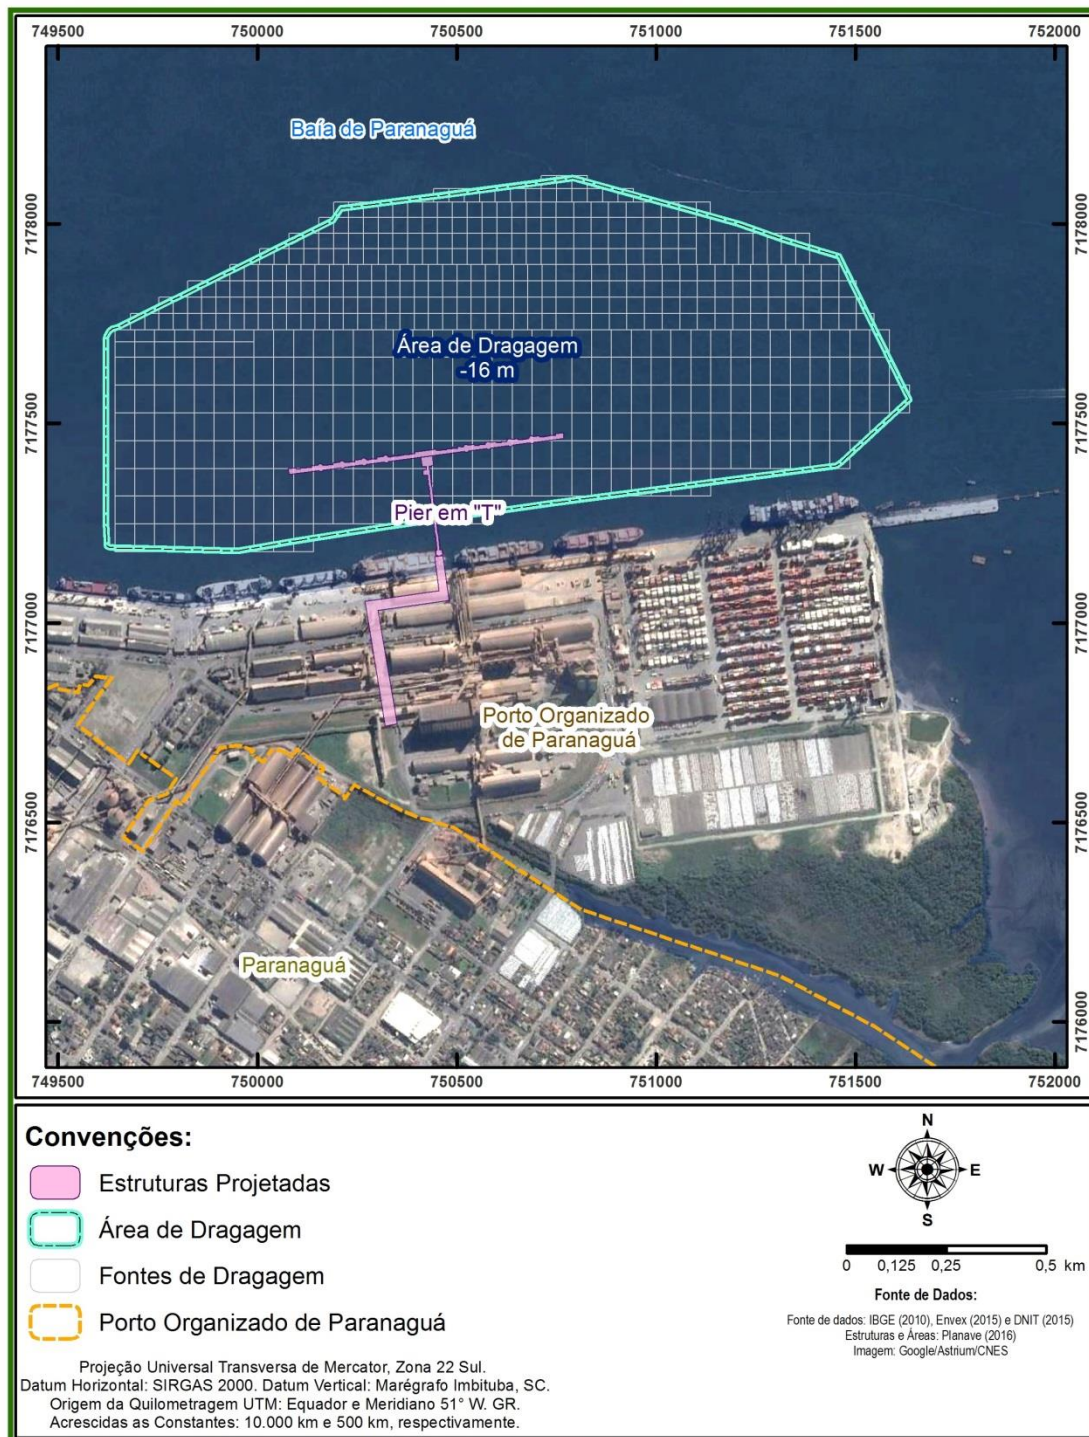 749500 750000 750500 751000 751500 752000
Baía de Paranaguá
7178000 7178000
Área de Dragagem
-16 m
7177500 7177500
Pier em "T"
7177000 7177000
Porto Organizado
de Paranaguá
7176500 7176500
Paranaguá
7176000 7176000
749500 750000 750500 751000 751500 752000
Convenções:
Estruturas Projetadas
Área de Dragagem
Fontes de Dragagem
Porto Organizado de Paranaguá
Projeção Universal Transversa de Mercator, Zona 22 Sul.
Datum Horizontal: SIRGAS 2000. Datum Vertical: Marégrafo Imbituba, SC.
Origem da Quilometragem UTM: Equador e Meridiano 51° W. GR.
Acrescidas as Constantes: 10.000 km e 500 km, respectivamente.
N
W E
S
0 0,125 0,25 0,5 km
Fonte de Dados:
Fonte de dados: IBGE (2010), Envex (2015) e DNIT (2015)
Estruturas e Áreas: Planave (2016)
Imagem: Google/Astrium/CNES